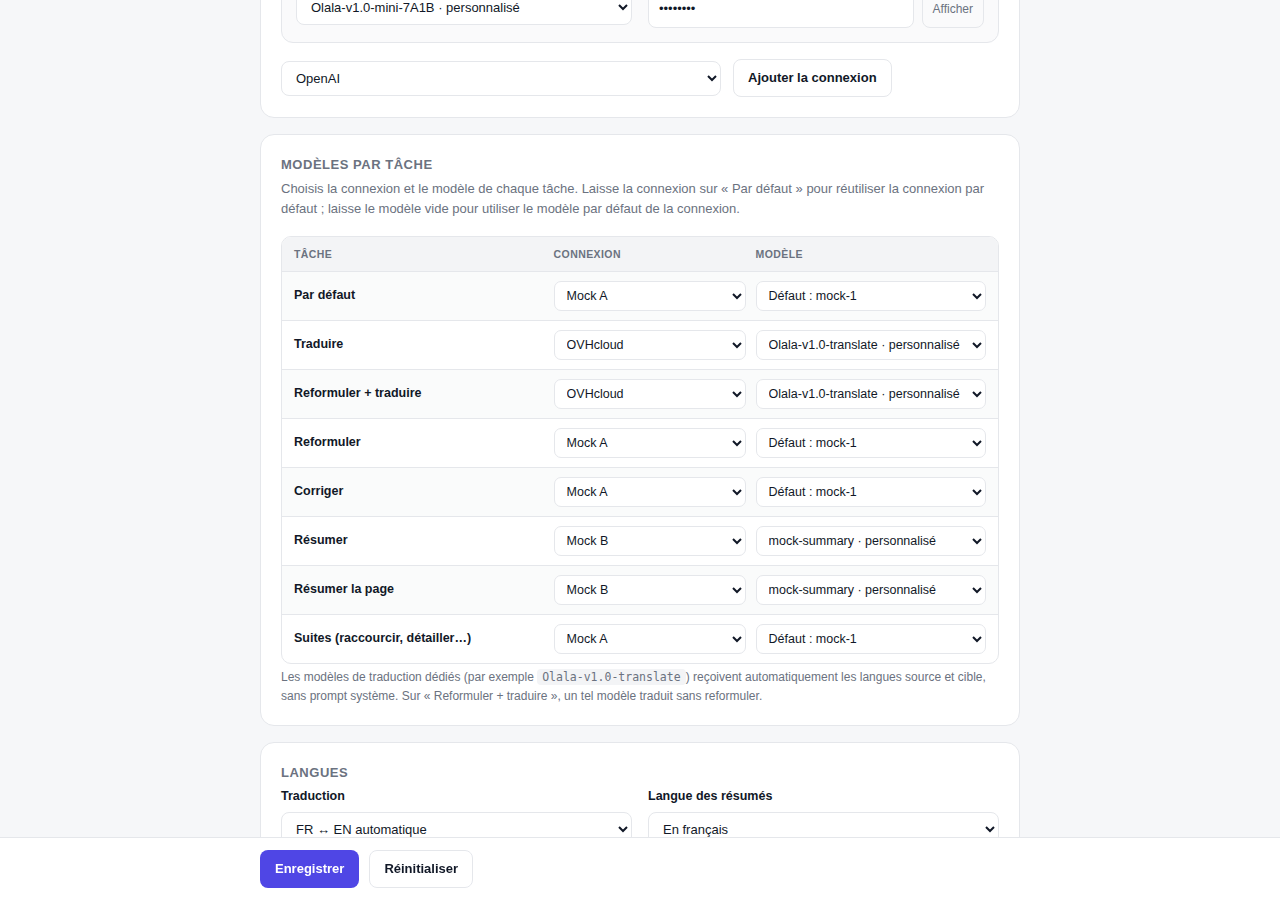 Olala-v1.0-mini-7A1B · personnalisé
••••••••
Afficher
OpenAI
Ajouter la connexion
MODÈLES PAR TÂCHE
Choisis la connexion et le modèle de chaque tâche. Laisse la connexion sur « Par défaut » pour réutiliser la connexion par
défaut ; laisse le modèle vide pour utiliser le modèle par défaut de la connexion.
TÂCHE CONNEXION MODÈLE
Par défaut Mock A Défaut : mock-1
Traduire OVHcloud Olala-v1.0-translate · personnalisé
Reformuler + traduire OVHcloud Olala-v1.0-translate · personnalisé
Reformuler Mock A Défaut : mock-1
Corriger Mock A Défaut : mock-1
Résumer Mock B mock-summary · personnalisé
Résumer la page Mock B mock-summary · personnalisé
Suites (raccourcir, détailler…) Mock A Défaut : mock-1
Les modèles de traduction dédiés (par exemple Olala-v1.0-translate) reçoivent automatiquement les langues source et cible,
sans prompt système. Sur « Reformuler + traduire », un tel modèle traduit sans reformuler.
LANGUES
Traduction Langue des résumés
FR ↔ EN automatique En français
Enregistrer Réinitialiser